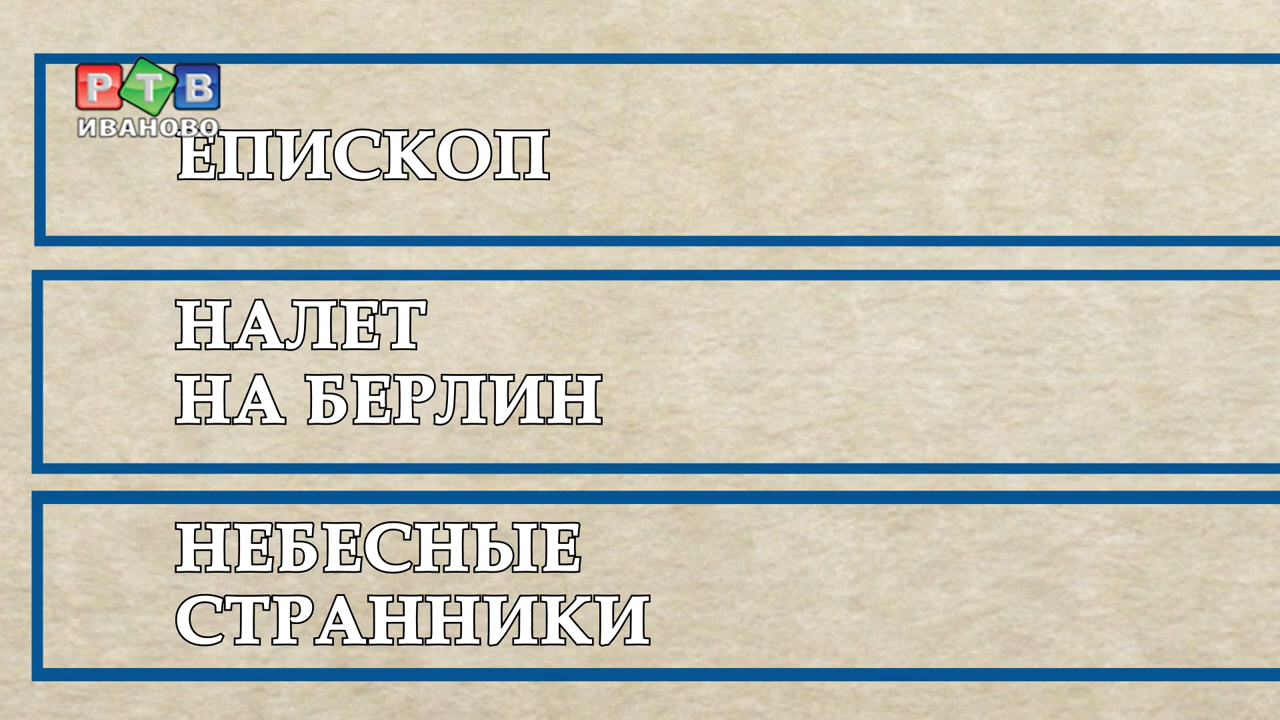 РТВ
ИВАНОВО
ЕПИСКОП
НАЛЕТ
НА БЕРЛИН
НЕБЕСНЫЕ
СТРАННИКИ